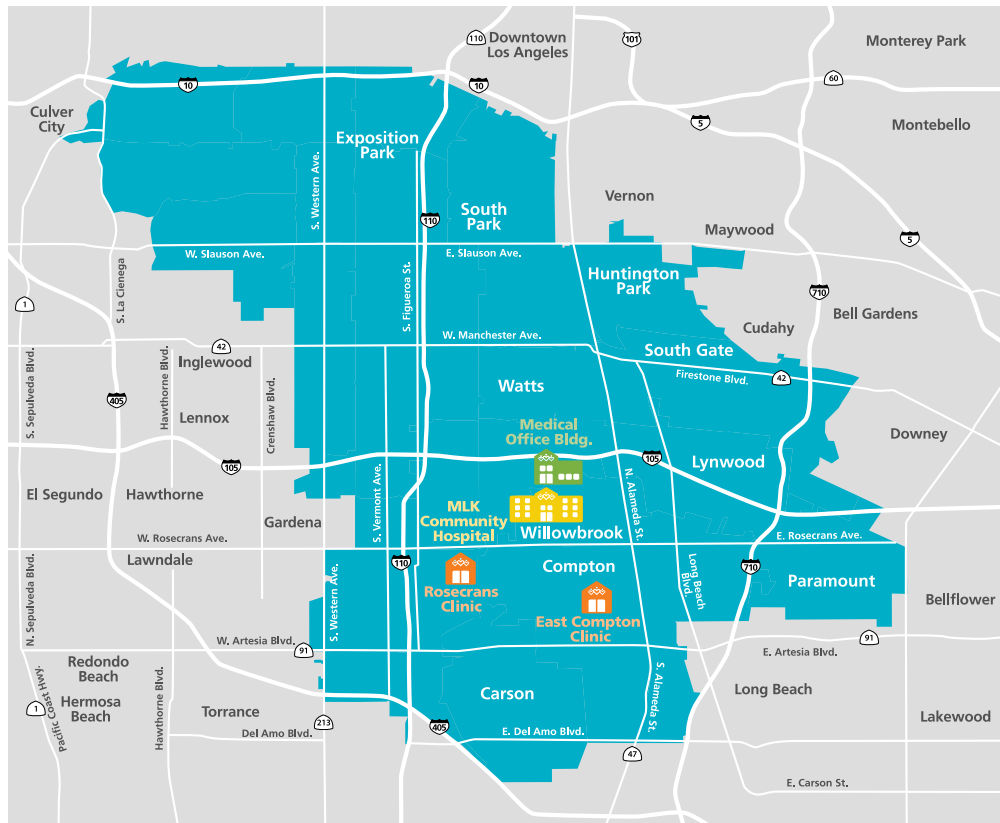 110
Downtown
Los Angeles
101
Monterey Park
10
10
60
Culver
City
5
Montebello
Exposition
Park
S. Western Ave.
110
South
Park
Vernon
Maywood
5
W. Slauson Ave.
E. Slauson Ave.
Huntington
Park
S. La Cienega
S. Figueroa St.
1
710
Bell Gardens
Cudahy
W. Manchester Ave.
42
Inglewood
South Gate
Firestone Blvd.
42
S. Sepulveda Blvd.
Hawthorne Blvd.
Crenshaw Blvd.
405
Watts
Lennox
Medical
Office Bldg.
Downey
105
105
Lynwood
El Segundo
Hawthorne
S. Vermont Ave.
N. Alameda St.
MLK
Community
Hospital
Gardena
Willowbrook
W. Rosecrans Ave.
E. Rosecrans Ave.
Lawndale
110
Compton
710
Long Beach
Blvd.
Paramount
Rosecrans
Clinic
East Compton
Clinic
Bellflower
N. Sepulveda Blvd.
S. Western Ave.
W. Artesia Blvd.
91
91
E. Artesia Blvd.
Redondo
Beach
Hermosa
Beach
1
Pacific Coast Hwy.
Hawthorne Blvd.
Carson
S. Alameda St.
Long Beach
Torrance
213
405
Lakewood
Del Amo Blvd.
E. Del Amo Blvd.
47
E. Carson St.